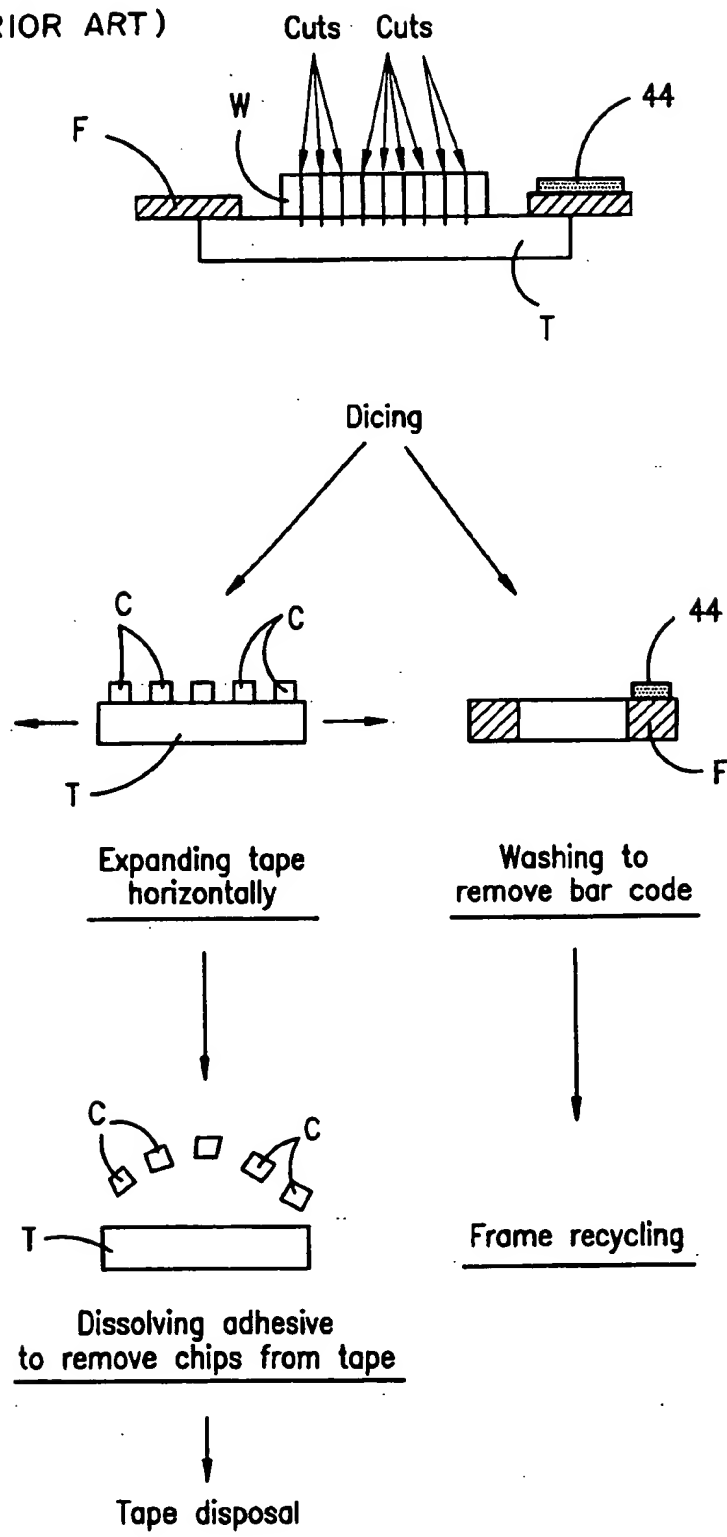 ART)
Cuts Cuts
W
44
F
T
Dicing
C
C
44
T
F
Expanding tape
horizontally
Washing to
remove bar code
C
C
T
Frame recycling
Dissolving adhesive
to remove chips from tape
Tape disposal